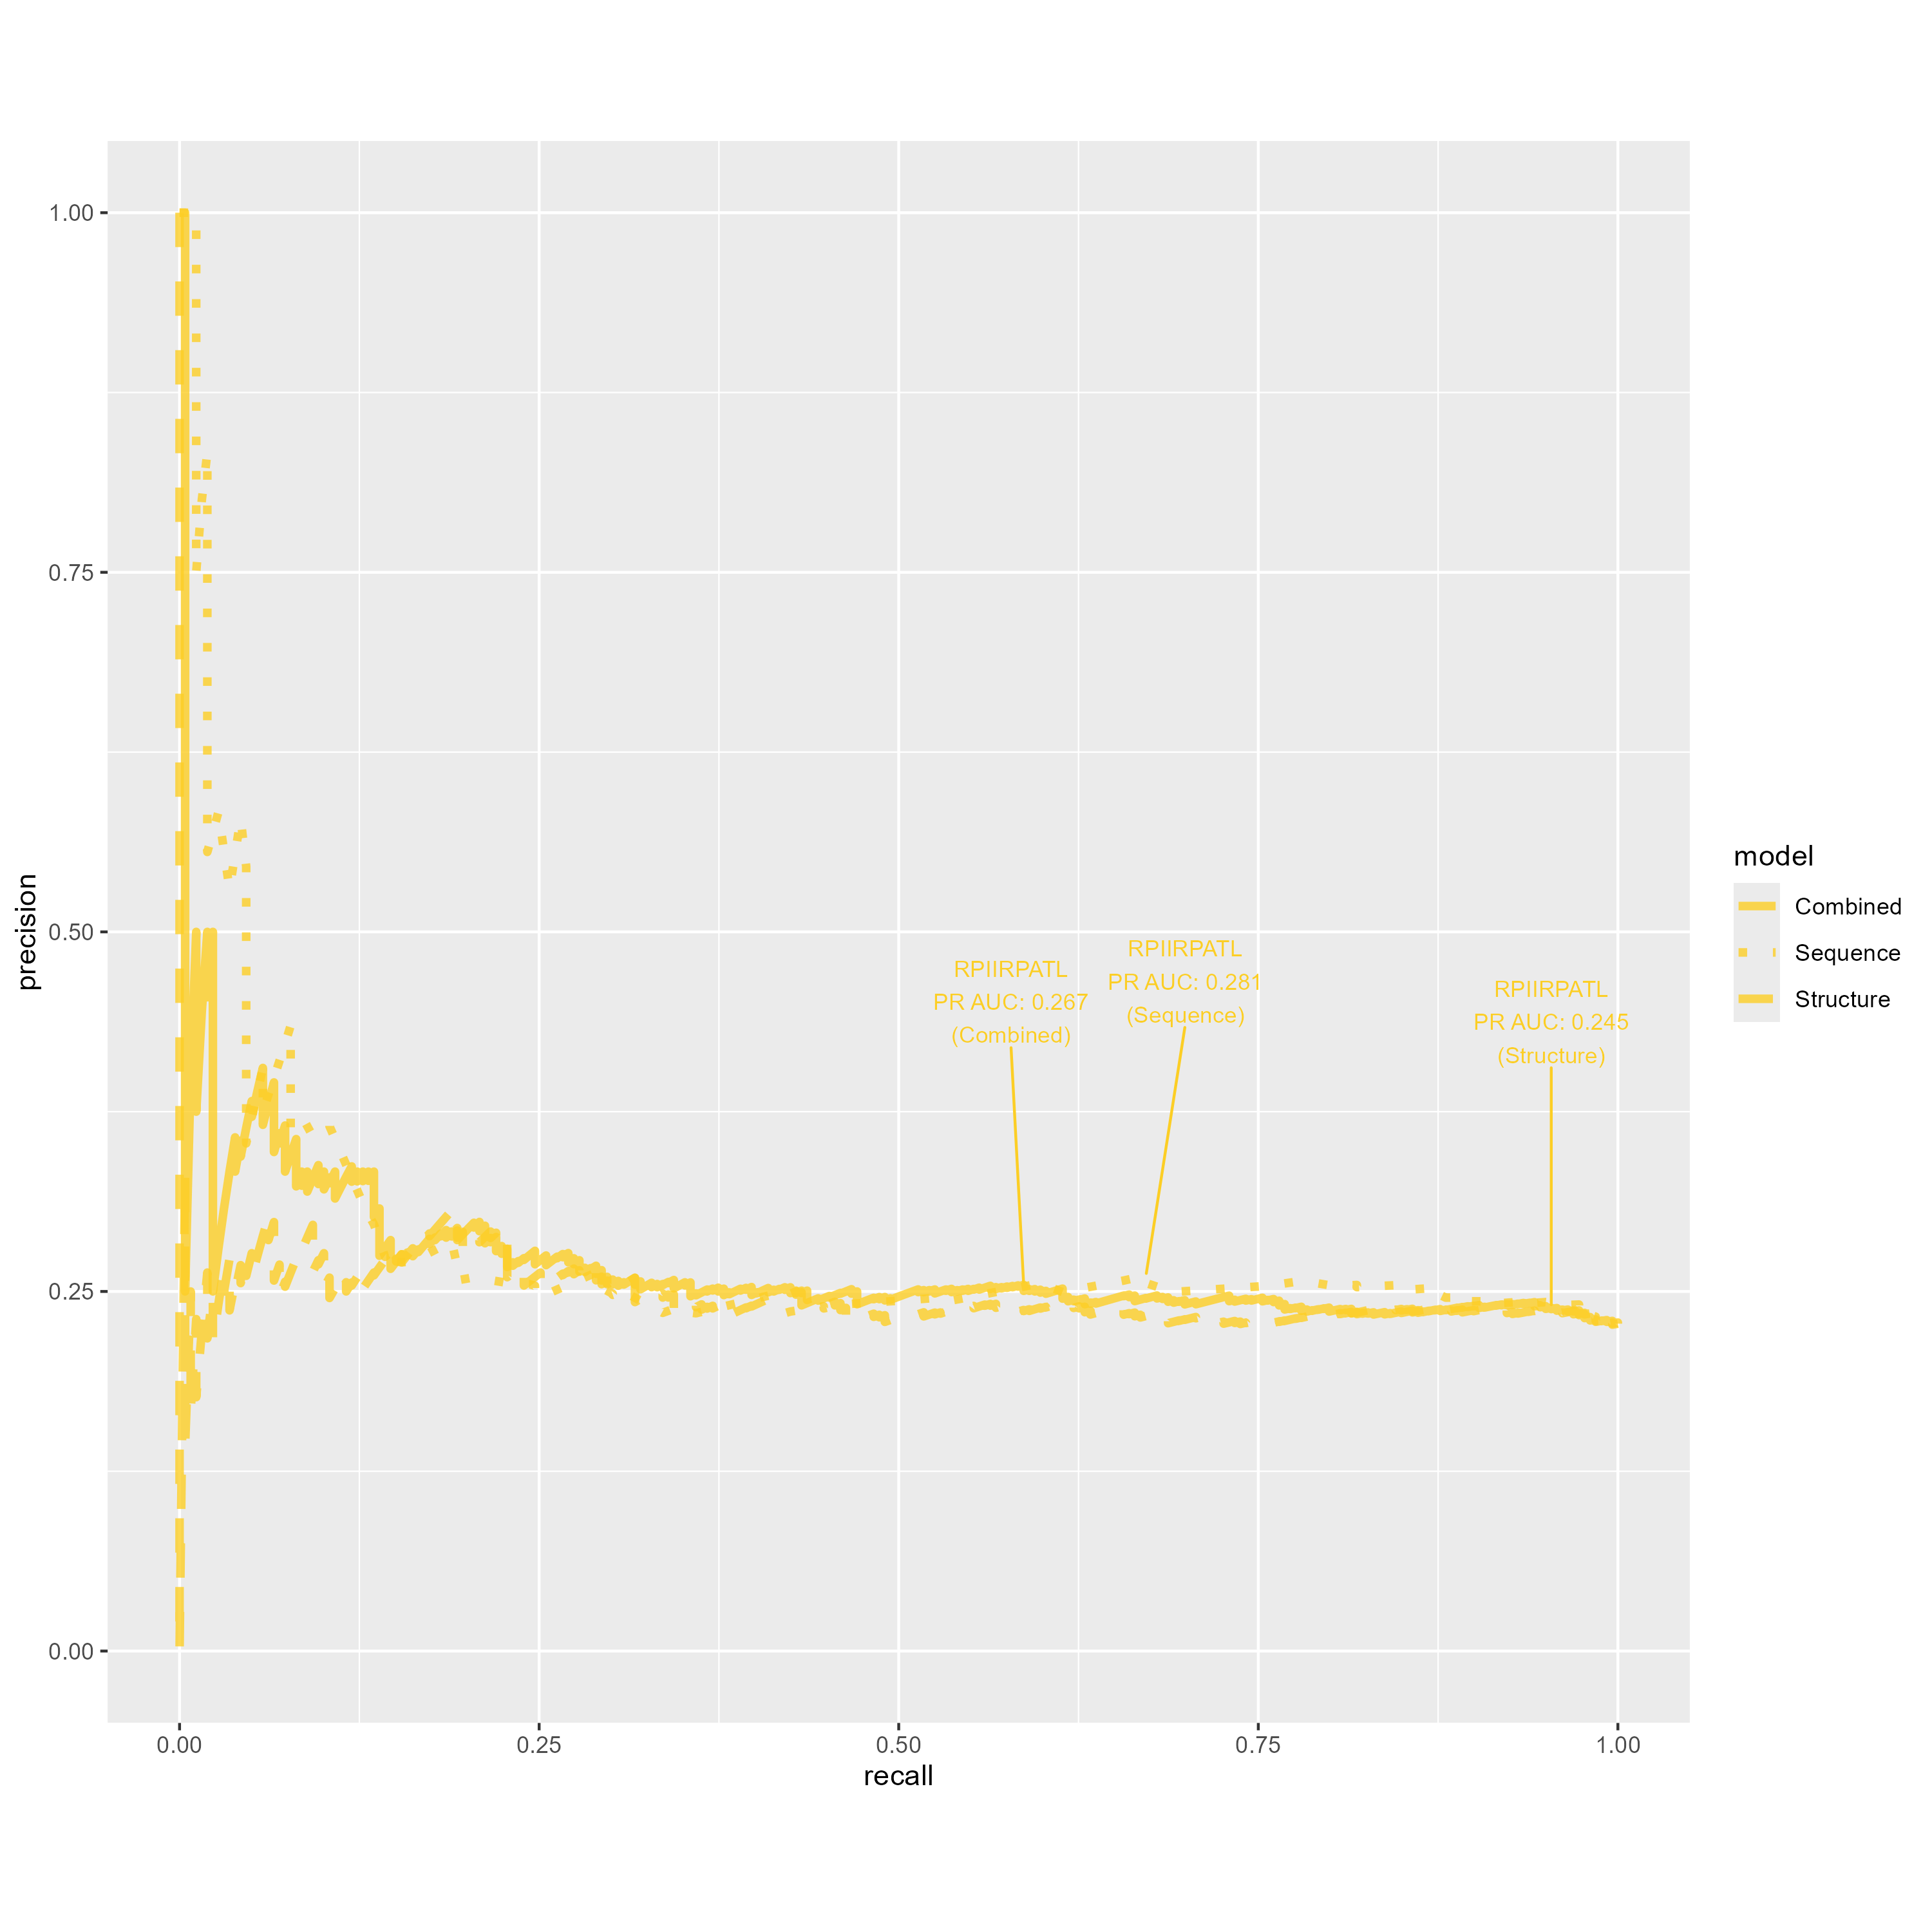 1.00
0.75
0.50
0.25
0.00
precision
0.00
0.25
0.50
0.75
1.00
recall
RPIIRPATL
PR AUC: 0.267
(Combined)
RPIIRPATL
PR AUC: 0.281
(Sequence)
RPIIRPATL
PR AUC: 0.245
(Structure)
model
Combined
Sequence
Structure